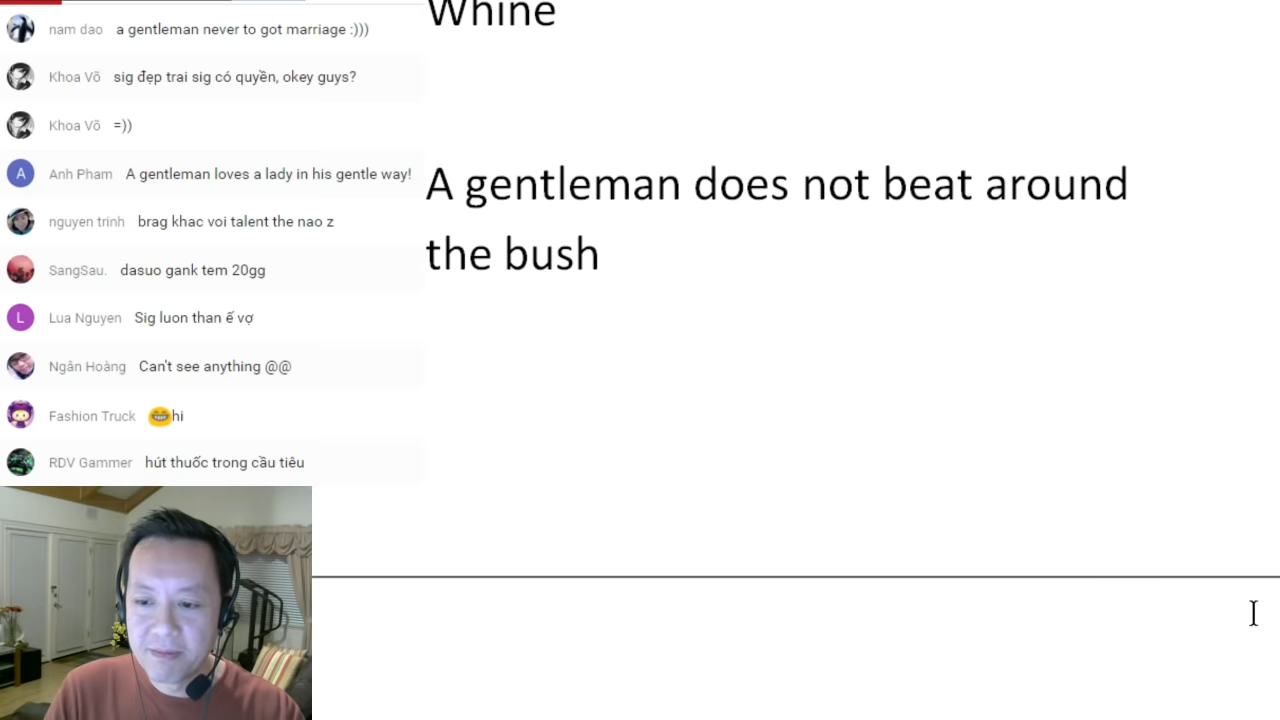 nam dao a gentleman never to got marriage :)))
Khoa Võ sig đẹp trai sig có quyền, okey guys?
Khoa Võ =))
A Anh Pham A gentleman loves a lady in his gentle way!
nguyen trinh brag khac voi talent the nao z
SangSau. dasuo gank tem 20gg
L Lua Nguyen Sig luon than ế vợ
Ngân Hoàng Can't see anything @@
Fashion Truck 😂hi
RDV Gammer hút thuốc trong cầu tiêu
Whine
A gentleman does not beat around
the bush